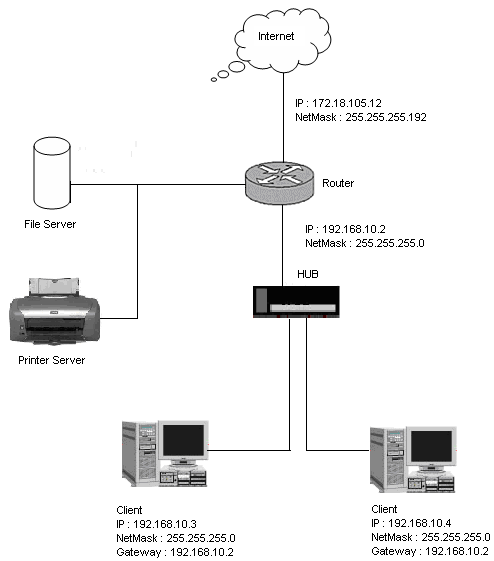 Internet
IP : 172.18.105.12
NetMask : 255.255.255.192
Router
File Server
IP : 192.168.10.2
NetMask : 255.255.255.0
HUB
Printer Server
Client
IP : 192.168.10.3
NetMask : 255.255.255.0
Gateway : 192.168.10.2
Client
IP : 192.168.10.4
NetMask : 255.255.255.0
Gateway : 192.168.10.2